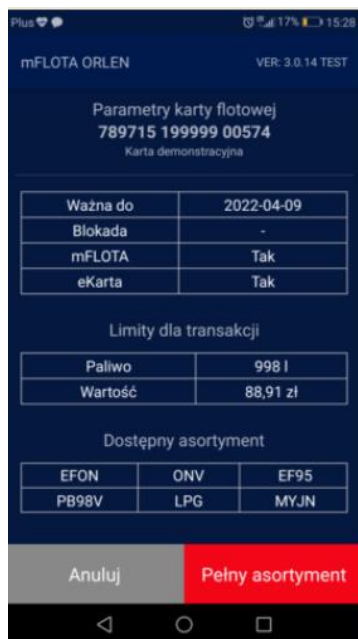 Plus 17% 15:28
mFLOTA ORLEN VER: 3.0.14 TEST
Parametry karty flotowej
789715 199999 00574
Karta demonstracyjna
Ważna do 2022-04-09
Blokada -
mFLOTA Tak
eKarta Tak
Limity dla transakcji
Paliwo 998 l
Wartość 88,91 zł
Dostępny asortyment
EFON ONV EF95
PB98V LPG MYJN
Anuluj Pełny asortyment